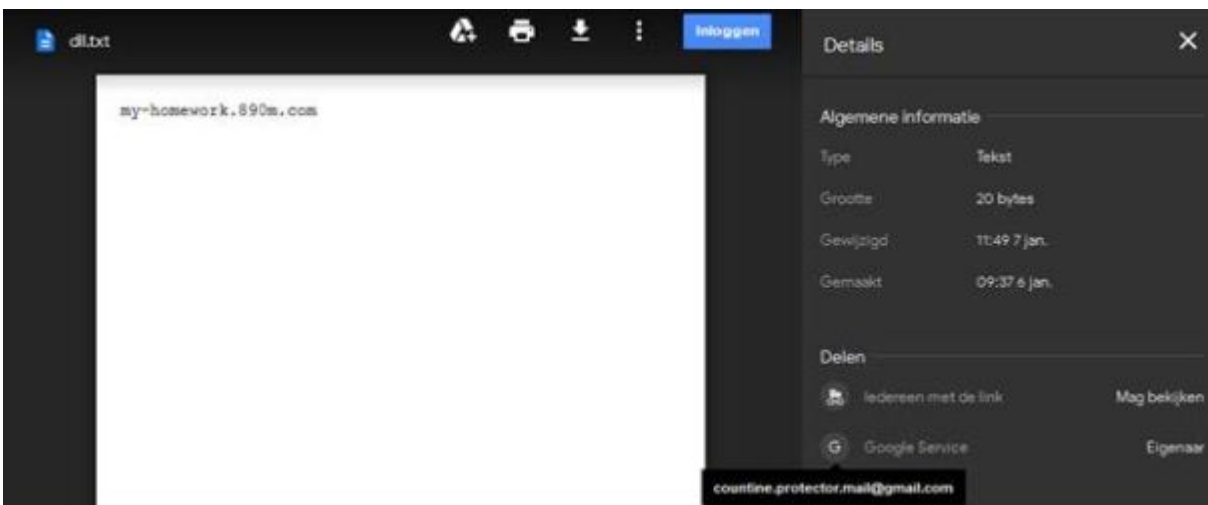 dll.txt
Inloggen
my-homework.890m.com
Details
Algemene informatie
Type Tekst
Grootte 20 bytes
Gewijzigd 11:49 7 jan.
Gemaakt 09:37 6 jan.
Delen
Iedereen met de link Mag bekijken
G Google Service Eigenaar
countine.protector.mail@gmail.com